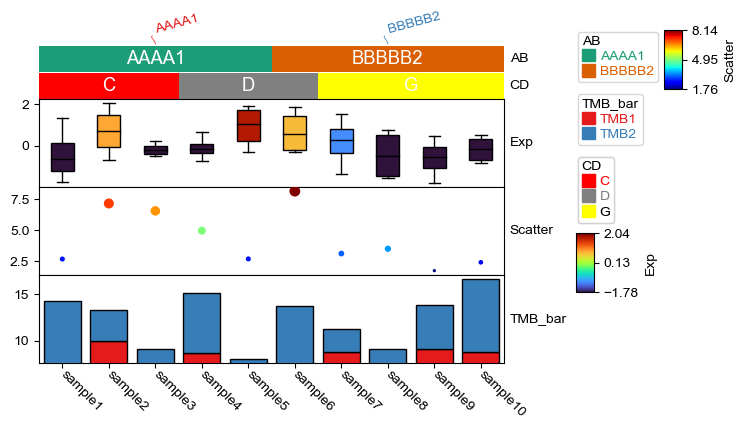 AAAA1
BBBBB2
AAAA1
BBBBB2
AB
C
D
G
CD
2
0
Exp
7.5
5.0
2.5
Scatter
15
10
TMB_bar
sample1
sample2
sample3
sample4
sample5
sample6
sample7
sample8
sample9
sample10
AB
AAAA1
BBBBB2
TMB_bar
TMB1
TMB2
CD
C
D
G
2.04
0.13
−1.78
Exp
8.14
4.95
1.76
Scatter